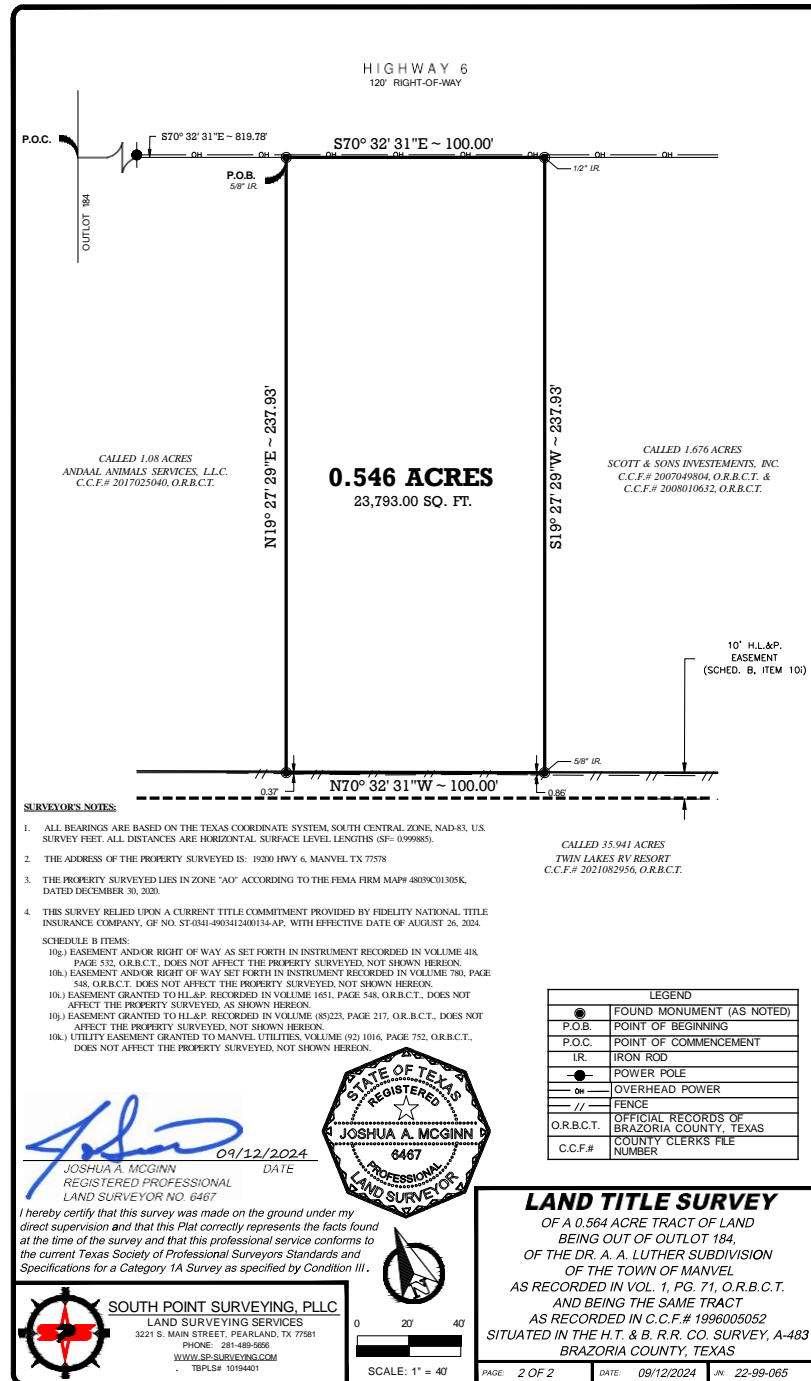 HIGHWAY 6
120' RIGHT-OF-WAY
P.O.C.
S70° 32' 31"E ~ 819.78'
S70° 32' 31"E ~ 100.00'
OH OH OH OH OH OH OH OH OH OH
P.O.B.
5/8" I.R.
1/2" I.R.
OUTLOT 184
N19° 27' 29"E ~ 237.93'
S19° 27' 29"W ~ 237.93'
CALLED 1.08 ACRES
ANDAAL ANIMALS SERVICES, L.L.C.
C.C.F.# 2017025040, O.R.B.C.T.
0.546 ACRES
23,793.00 SQ. FT.
CALLED 1.676 ACRES
SCOTT & SONS INVESTEMENTS, INC.
C.C.F.# 2007049804, O.R.B.C.T. &
C.C.F.# 2008010632, O.R.B.C.T.
10' H.L.&P.
EASEMENT
(SCHED. B, ITEM 10i)
5/8" I.R.
0.37'
N70° 32' 31"W ~ 100.00'
0.86'
CALLED 35.941 ACRES
TWIN LAKES RV RESORT
C.C.F.# 2021082956, O.R.B.C.T.
SURVEYOR'S NOTES:
1. ALL BEARINGS ARE BASED ON THE TEXAS COORDINATE SYSTEM, SOUTH CENTRAL ZONE, NAD-83, U.S.
SURVEY FEET. ALL DISTANCES ARE HORIZONTAL SURFACE LEVEL LENGTHS (SF= 0.999885).
2. THE ADDRESS OF THE PROPERTY SURVEYED IS: 19200 HWY 6, MANVEL TX 77578
3. THE PROPERTY SURVEYED LIES IN ZONE "AO" ACCORDING TO THE FEMA FIRM MAP# 48039C01305K,
DATED DECEMBER 30, 2020.
4. THIS SURVEY RELIED UPON A CURRENT TITLE COMMITMENT PROVIDED BY FIDELITY NATIONAL TITLE
INSURANCE COMPANY, GF NO. ST-0341-4903412400134-AP, WITH EFFECTIVE DATE OF AUGUST 26, 2024.
SCHEDULE B ITEMS:
10g.) EASEMENT AND/OR RIGHT OF WAY AS SET FORTH IN INSTRUMENT RECORDED IN VOLUME 418,
PAGE 532, O.R.B.C.T., DOES NOT AFFECT THE PROPERTY SURVEYED, NOT SHOWN HEREON.
10h.) EASEMENT AND/OR RIGHT OF WAY SET FORTH IN INSTRUMENT RECORDED IN VOLUME 780, PAGE
548, O.R.B.C.T. DOES NOT AFFECT THE PROPERTY SURVEYED, NOT SHOWN HEREON.
10i.) EASEMENT GRANTED TO H.L.&P. RECORDED IN VOLUME 1651, PAGE 548, O.R.B.C.T., DOES NOT
AFFECT THE PROPERTY SURVEYED, AS SHOWN HEREON.
10j.) EASEMENT GRANTED TO H.L.&P. RECORDED IN VOLUME (85)223, PAGE 217, O.R..B.C.T., DOES NOT
AFFECT THE PROPERTY SURVEYED, NOT SHOWN HEREON.
10k.) UTILITY EASEMENT GRANTED TO MANVEL UTILITIES, VOLUME (92) 1016, PAGE 752, O.R.B.C.T.,
DOES NOT AFFECT THE PROPERTY SURVEYED, NOT SHOWN HEREON.
LEGEND
FOUND MONUMENT (AS NOTED)
P.O.B. POINT OF BEGINNING
P.O.C. POINT OF COMMENCEMENT
I.R. IRON ROD
POWER POLE
OH OVERHEAD POWER
// FENCE
O.R.B.C.T. OFFICIAL RECORDS OF
BRAZORIA COUNTY, TEXAS
C.C.F.# COUNTY CLERKS FILE
NUMBER
09/12/2024
JOSHUA A. MCGINN DATE
REGISTERED PROFESSIONAL
LAND SURVEYOR NO. 6467
STATE OF TEXAS
REGISTERED
JOSHUA A. MCGINN
6467
PROFESSIONAL
LAND SURVEYOR
I hereby certify that this survey was made on the ground under my
direct supervision and that this Plat correctly represents the facts found
at the time of the survey and that this professional service conforms to
the current Texas Society of Professional Surveyors Standards and
Specifications for a Category 1A Survey as specified by Condition III.
SPS
SOUTH POINT SURVEYING, PLLC
LAND SURVEYING SERVICES
3221 S. MAIN STREET, PEARLAND, TX 77581
PHONE: 281-489-5656
WWW.SP-SURVEYING.COM
. TBPLS# 10194401
0 20' 40'
SCALE: 1" = 40'
LAND TITLE SURVEY
OF A 0.564 ACRE TRACT OF LAND
BEING OUT OF OUTLOT 184,
OF THE DR. A. A. LUTHER SUBDIVISION
OF THE TOWN OF MANVEL
AS RECORDED IN VOL. 1, PG. 71, O.R.B.C.T.
AND BEING THE SAME TRACT
AS RECORDED IN C.C.F.# 1996005052
SITUATED IN THE H.T. & B. R.R. CO. SURVEY, A-483
BRAZORIA COUNTY, TEXAS
PAGE: 2 OF 2 DATE: 09/12/2024 JN: 22-99-065